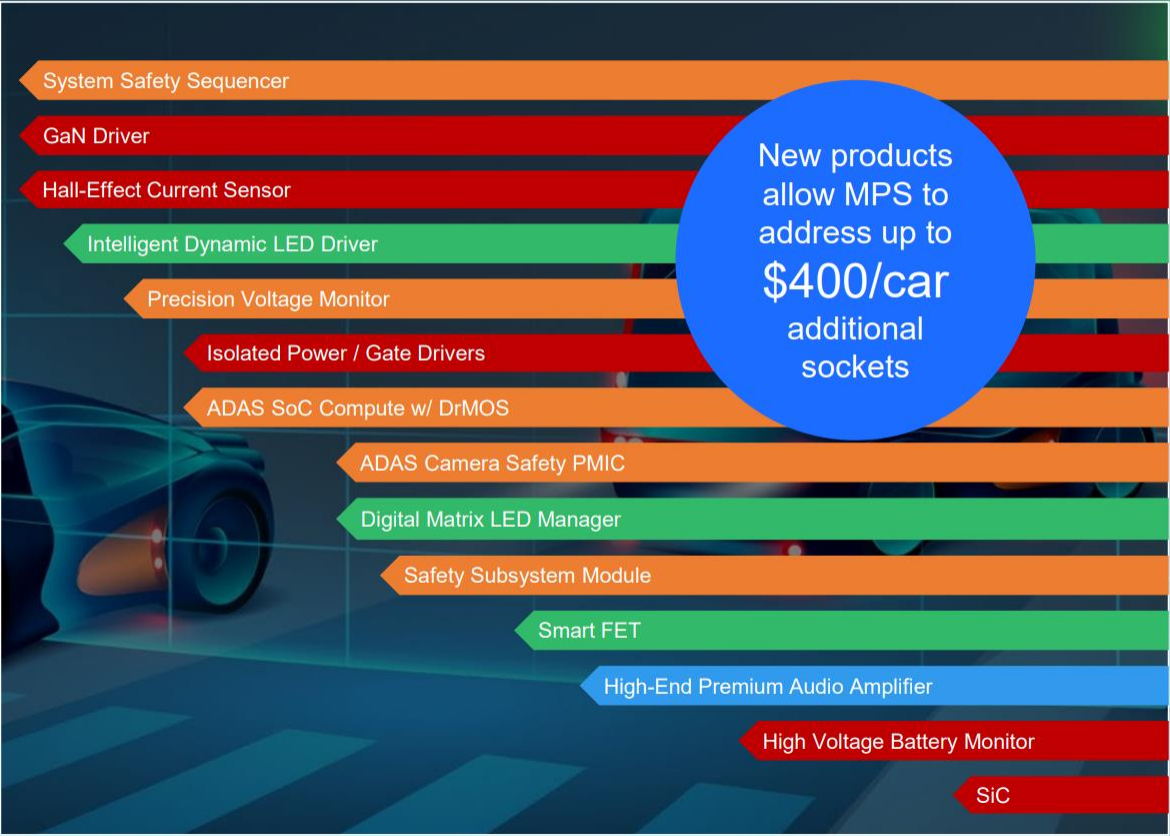 System Safety Sequencer
GaN Driver
Hall-Effect Current Sensor
Intelligent Dynamic LED Driver
Precision Voltage Monitor
Isolated Power / Gate Drivers
ADAS SoC Compute w/ DrMOS
ADAS Camera Safety PMIC
Digital Matrix LED Manager
Safety Subsystem Module
Smart FET
High-End Premium Audio Amplifier
High Voltage Battery Monitor
SiC
New products
allow MPS to
address up to
$400/car
additional
sockets